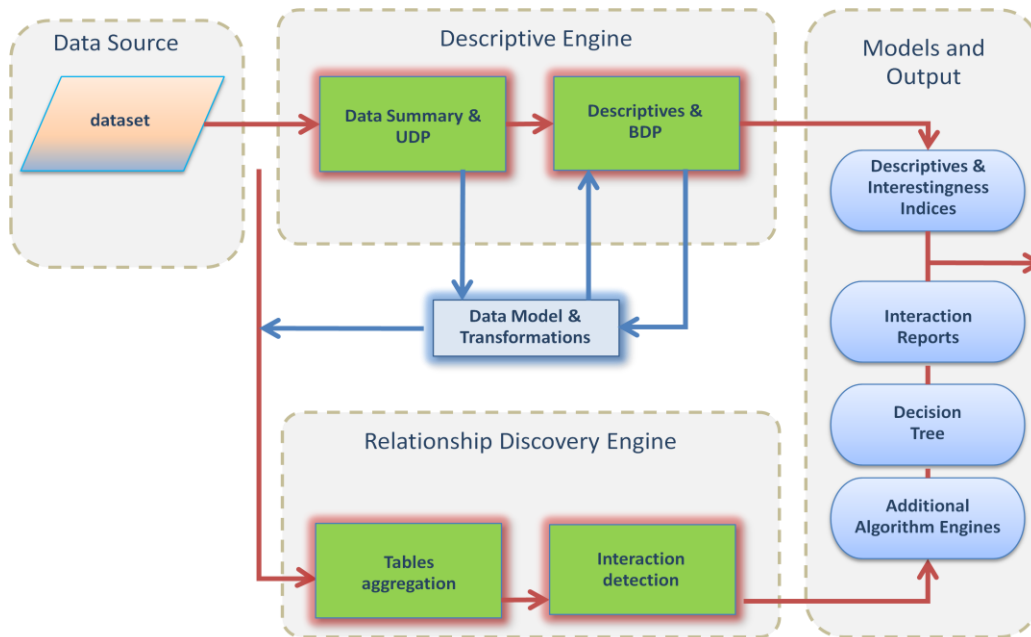 Data Source
dataset
Descriptive Engine
Data Summary &
UDP
Descriptives &
BDP
Data Model &
Transformations
Relationship Discovery Engine
Tables
aggregation
Interaction
detection
Models and
Output
Descriptives &
Interestingness
Indices
Interaction
Reports
Decision
Tree
Additional
Algorithm Engines